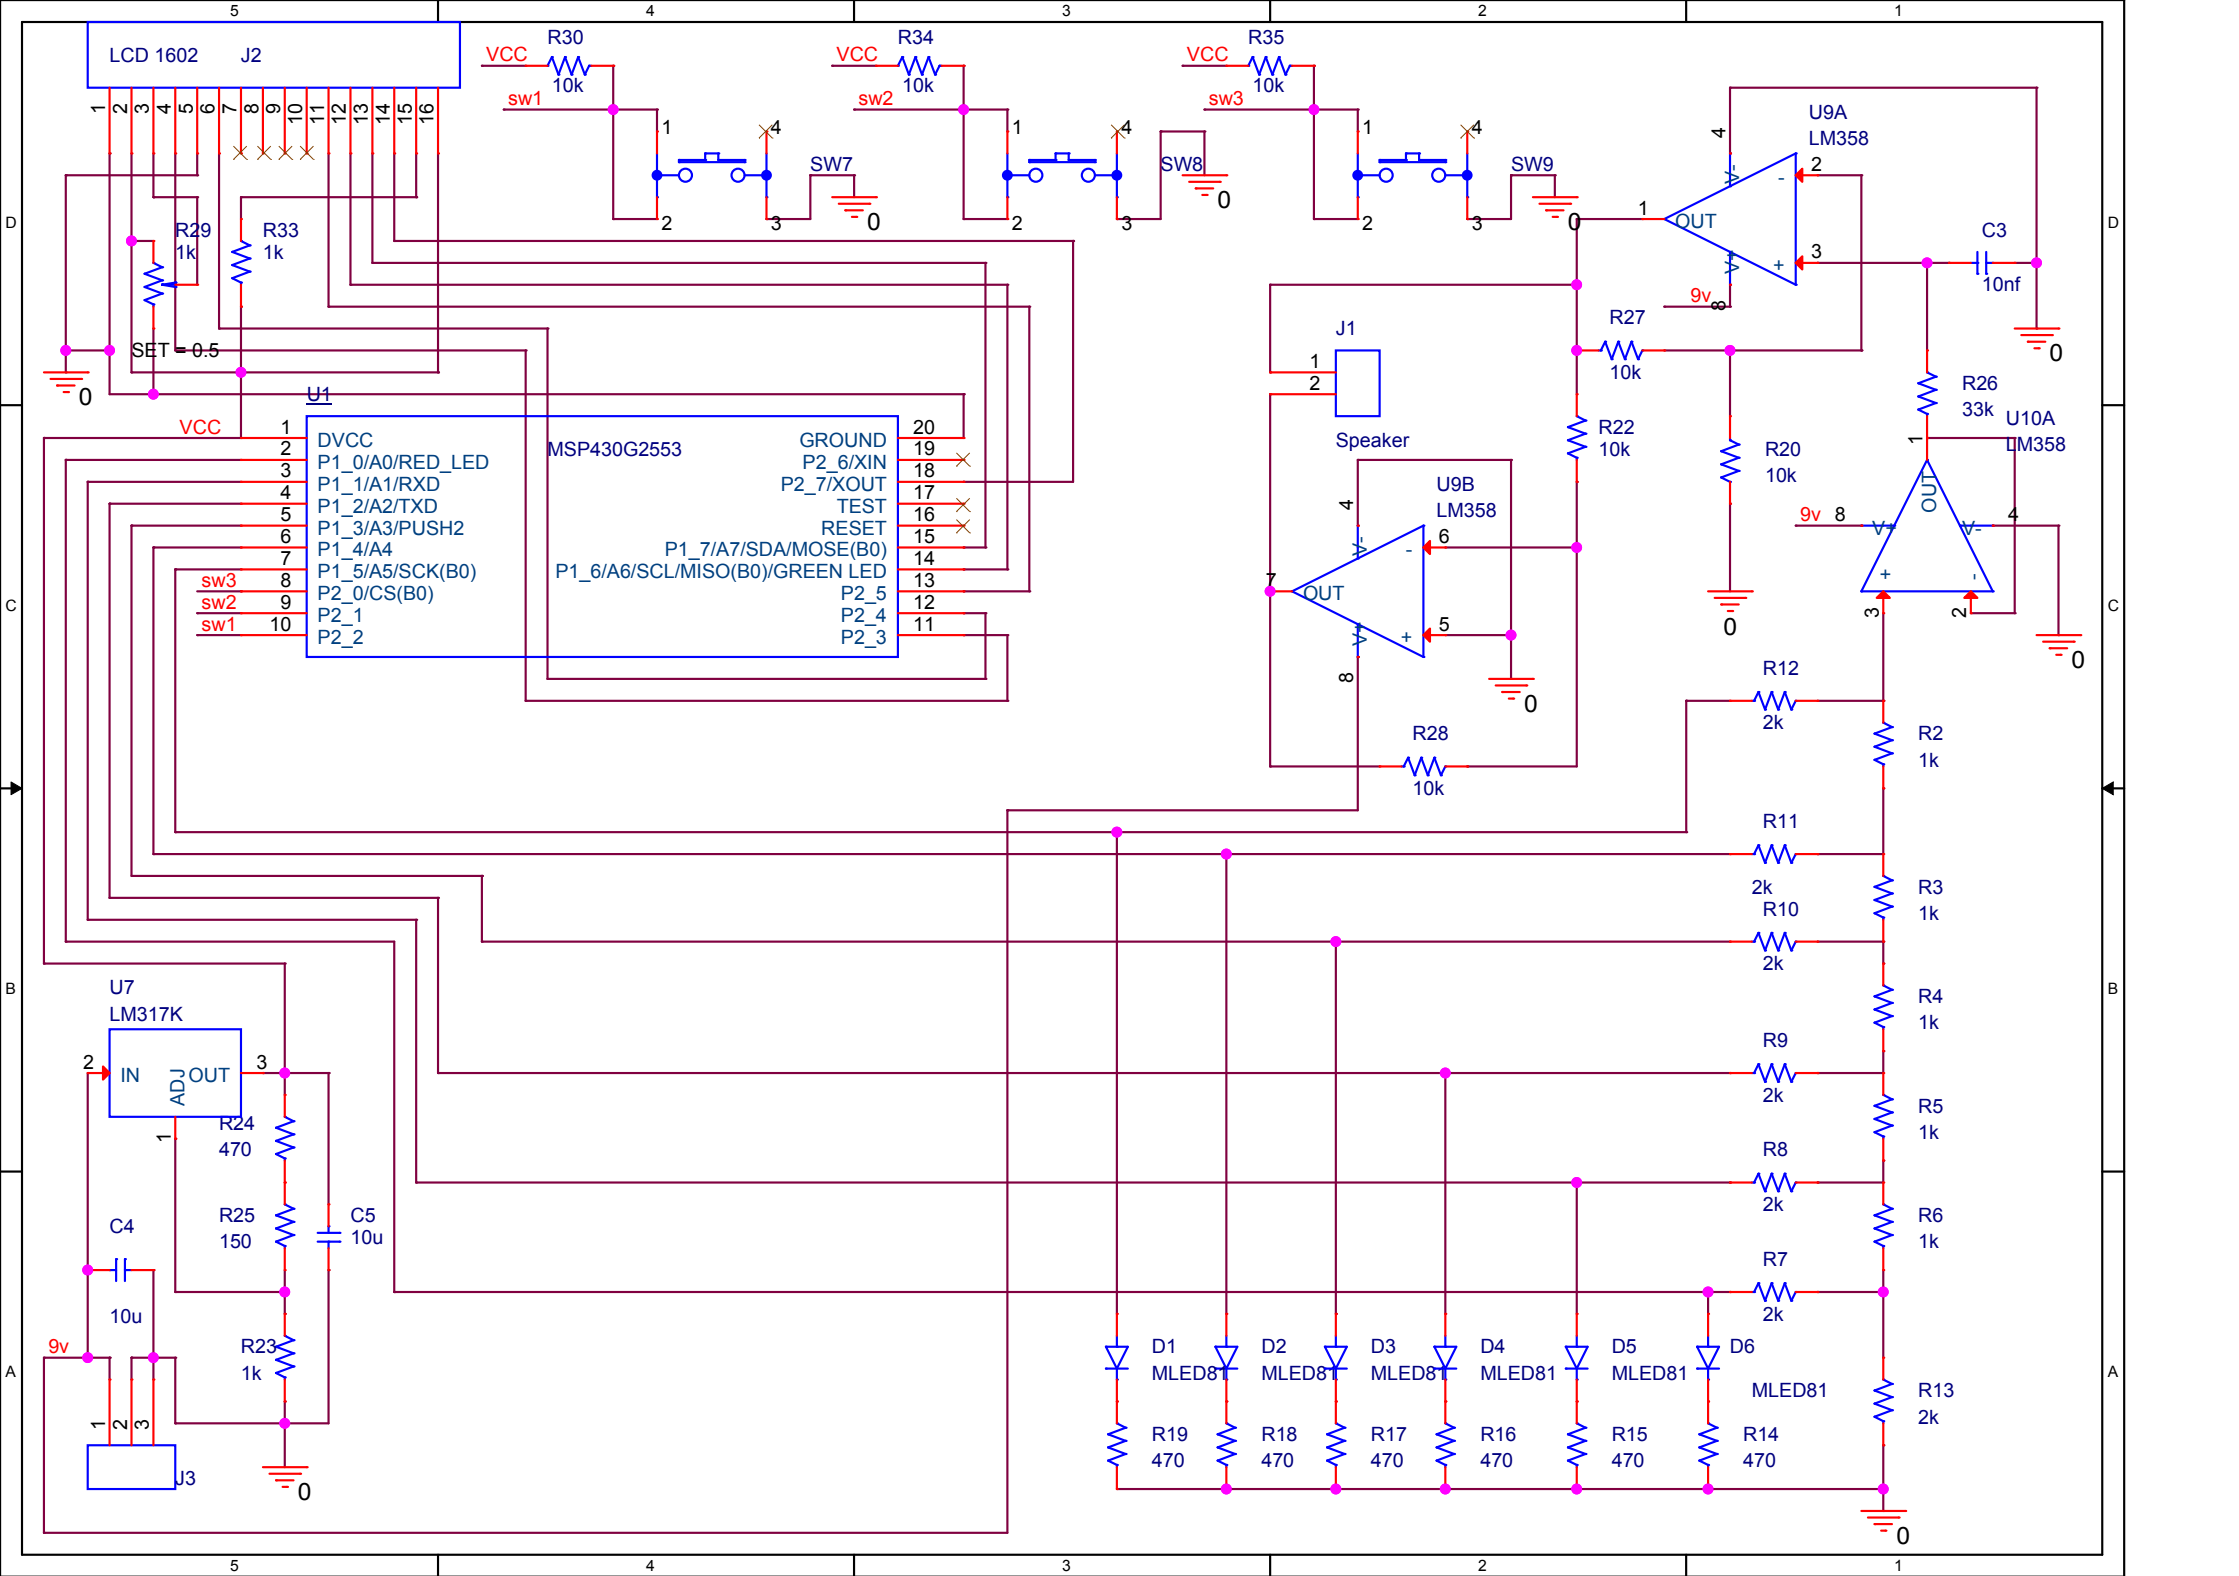 5 4 3 2 1
LCD 1602 J2
1 2 3 4 5 6 7 8 9 10 11 12 13 14 15 16
VCC R30 10k
sw1
1 4
2 3
SW7
0
VCC R34 10k
sw2
1 4
2 3
SW8
0
VCC R35 10k
sw3
1 4
2 3
SW9
0
U9A
LM358
4
V-
2
-
1
OUT
3
+
V+
8
9v
C3
10nf
0
D
D
R29
1k
R33
1k
SET = 0.5
0
R27
10k
J1
1
2
Speaker
R22
10k
R20
10k
0
R26
33k
U10A
LM358
1
OUT
9v 8
V+
V-
4
+
-
3
2
0
U1
MSP430G2553
VCC 1 DVCC
2 P1_0/A0/RED_LED
3 P1_1/A1/RXD
4 P1_2/A2/TXD
5 P1_3/A3/PUSH2
6 P1_4/A4
7 P1_5/A5/SCK(B0)
sw3 8 P2_0/CS(B0)
sw2 9 P2_1
sw1 10 P2_2
GROUND 20
P2_6/XIN 19
P2_7/XOUT 18
TEST 17
RESET 16
P1_7/A7/SDA/MOSE(B0) 15
P1_6/A6/SCL/MISO(B0)/GREEN LED 14
P2_5 13
P2_4 12
P2_3 11
U9B
LM358
4
V-
6
-
7
OUT
5
+
V+
8
0
R28
10k
C
C
R12
2k
R2
1k
R11
2k
R3
1k
R10
2k
R4
1k
R9
2k
R5
1k
R8
2k
R6
1k
R7
2k
R13
2k
B
B
U7
LM317K
2 IN
ADJ
OUT 3
1
R24
470
R25
150
C5
10u
C4
10u
R23
1k
9v
1 2 3
J3
0
A
A
D1
MLED81
D2
MLED81
D3
MLED81
D4
MLED81
D5
MLED81
D6
MLED81
R19
470
R18
470
R17
470
R16
470
R15
470
R14
470
0
5 4 3 2 1